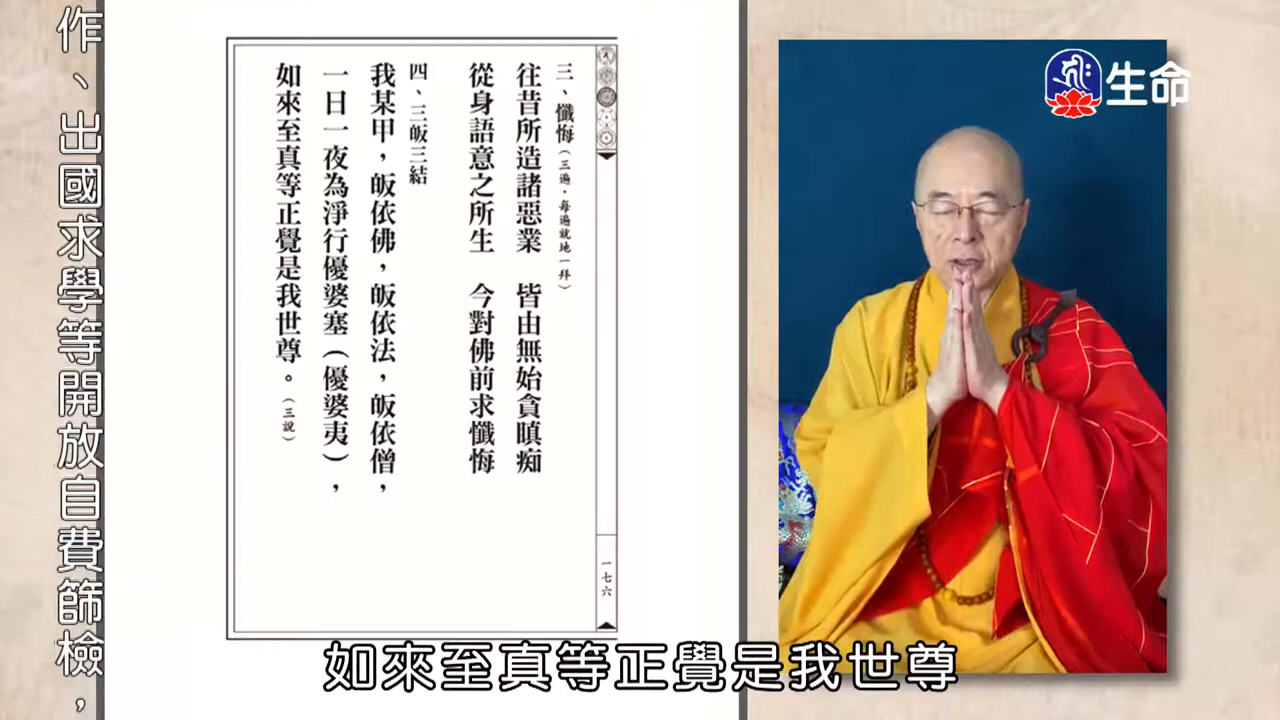 作、出國求學等開放自費篩檢，
三、懺悔（三遍，每遍說地一拜）
往昔所造諸惡業　皆由無始貪瞋痴
從身語意之所生　今對佛前求懺悔
四、三皈三結
我某甲，皈依佛，皈依法，皈依僧，
一日一夜為淨行優婆塞（優婆夷），
如來至真等正覺是我世尊。（三說）
一七六
生命
如來至真等正覺是我世尊